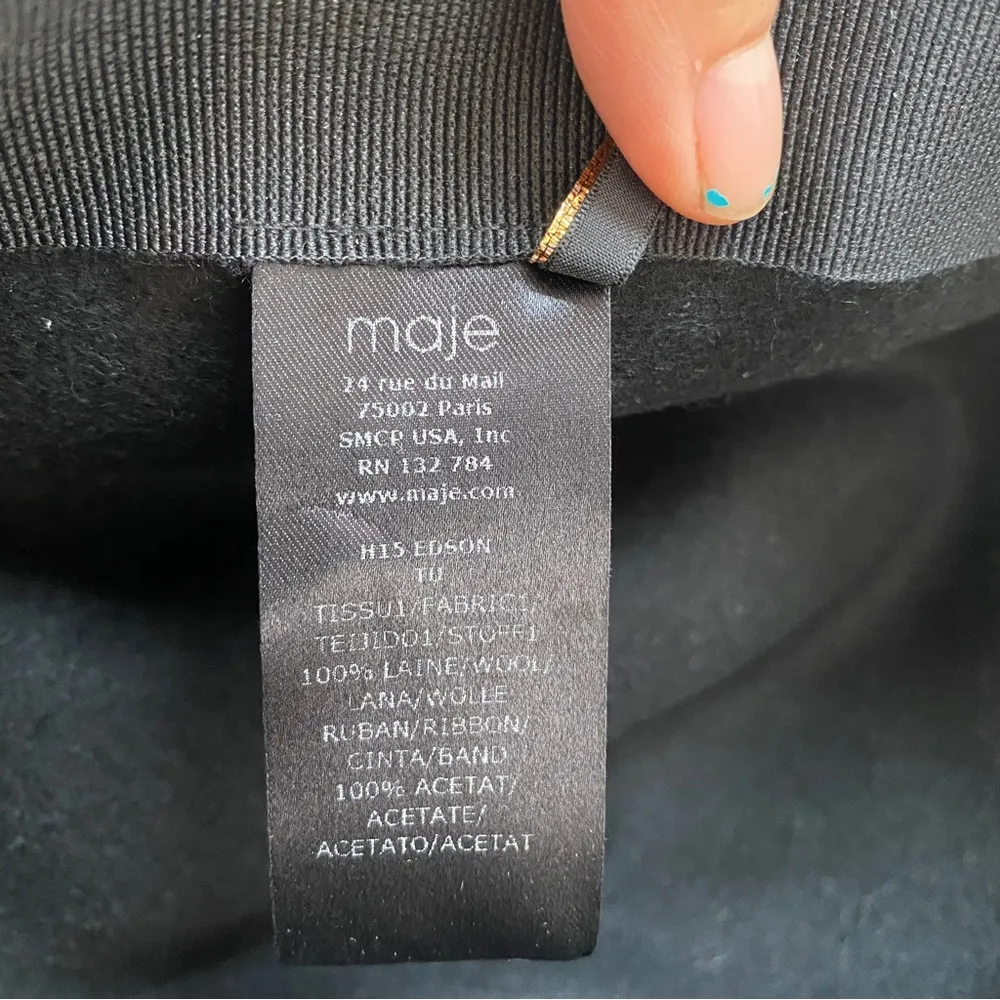 maje
24 rue du Mail
75002 Paris
SMCP USA, Inc
RN 132 784
www.maje.com
H15 EDSON
TU
TISSU1/FABRIC1/
TEIJIDO1/STOFF1
100% LAINE/WOOL/
LANA/WOLLE
RUBAN/RIBBON/
CINTA/BAND
100% ACETAT/
ACETATE/
ACETATO/ACETAT